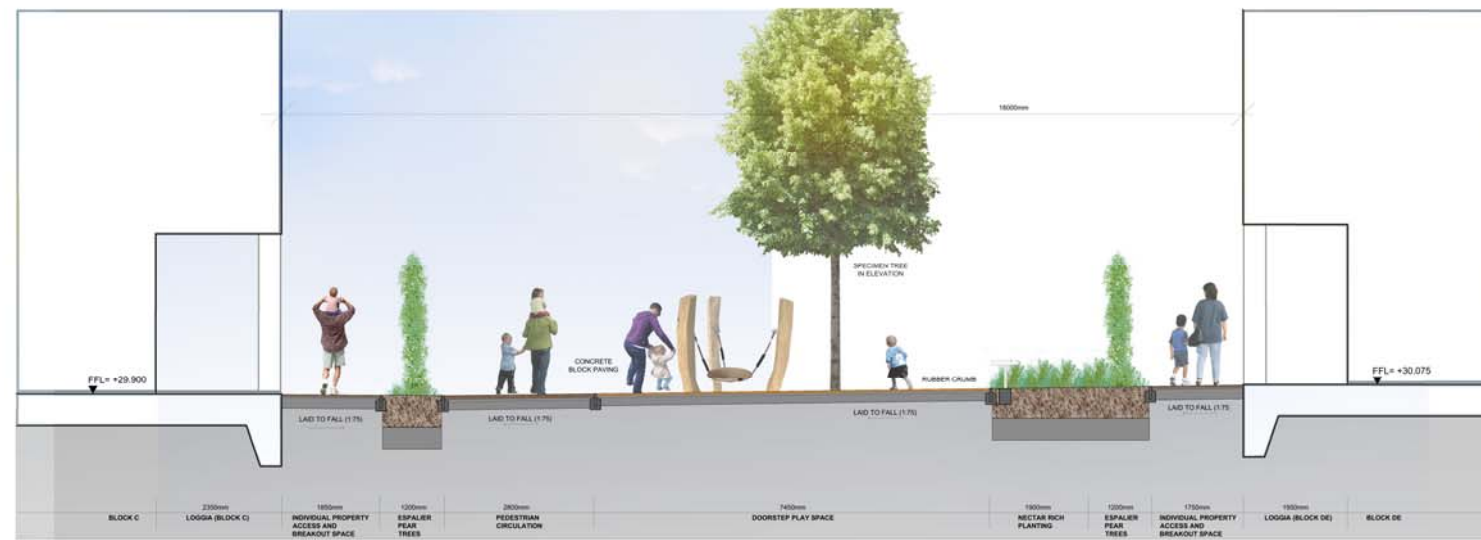 18000mm
SPECIMEN TREE
IN ELEVATION
CONCRETE
BLOCK PAVING
RUBBER CRUMB
FFL= +29.900
FFL= +30.075
LAID TO FALL (1:75)
LAID TO FALL (1:75)
LAID TO FALL (1:75)
LAID TO FALL (1:75)
2350mm
1850mm
1200mm
2800mm
7450mm
1900mm
1200mm
1750mm
1950mm
BLOCK C
LOGGIA (BLOCK C)
INDIVIDUAL PROPERTY
ACCESS AND
BREAKOUT SPACE
ESPALIER
PEAR
TREES
PEDESTRIAN
CIRCULATION
DOORSTEP PLAY SPACE
NECTAR RICH
PLANTING
ESPALIER
PEAR
TREES
INDIVIDUAL PROPERTY
ACCESS AND
BREAKOUT SPACE
LOGGIA (BLOCK DE)
BLOCK DE